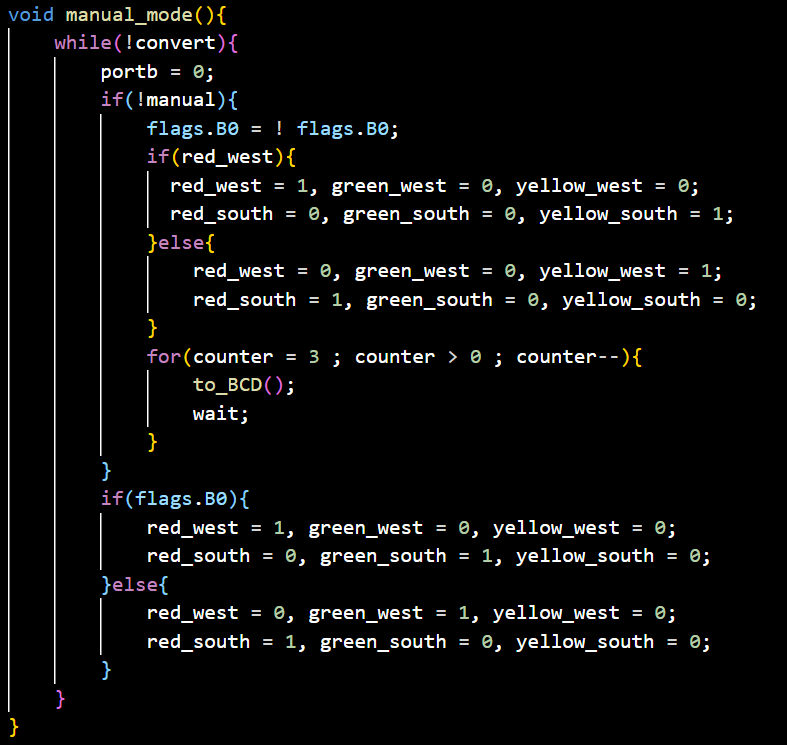 void manual_mode(){
    while(!convert){
        portb = 0;
        if(!manual){
            flags.B0 = ! flags.B0;
            if(red_west){
              red_west = 1, green_west = 0, yellow_west = 0;
              red_south = 0, green_south = 0, yellow_south = 1;
            }else{
                red_west = 0, green_west = 0, yellow_west = 1;
                red_south = 1, green_south = 0, yellow_south = 0;
            }
            for(counter = 3 ; counter > 0 ; counter--){
                to_BCD();
                wait;
            }
        }
        if(flags.B0){
            red_west = 1, green_west = 0, yellow_west = 0;
            red_south = 0, green_south = 1, yellow_south = 0;
        }else{
            red_west = 0, green_west = 1, yellow_west = 0;
            red_south = 1, green_south = 0, yellow_south = 0;
        }
    }
}